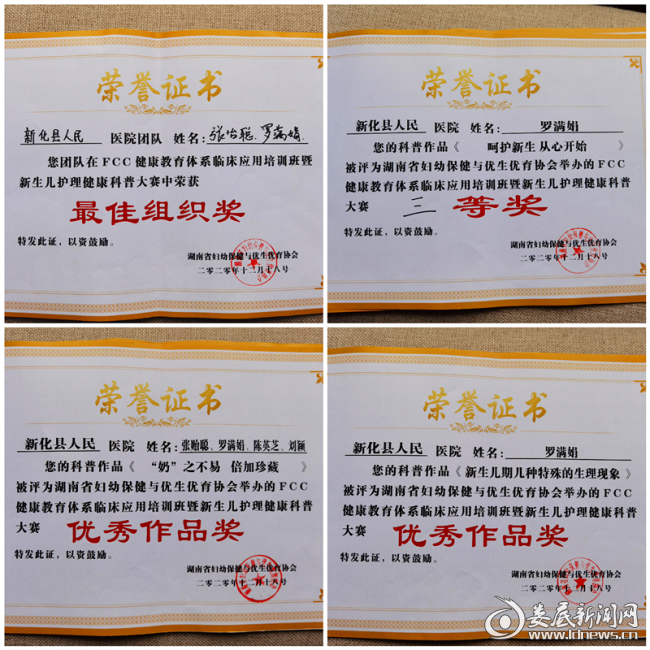 荣誉证书
新化县人民 医院团队 姓名:张怡聪、罗满娟
您团队在FCC健康教育体系临床应用培训班暨
新生儿护理健康科普大赛中荣获
最佳组织奖
特发此证,以资鼓励。
湖南省妇幼保健与优生优育协会
二零二零年十二月十八号
荣誉证书
新化县人民 医院 姓名: 罗满娟
您的科普作品《 呵护新生 从心开始 》
被评为湖南省妇幼保健与优生优育协会举办的FCC
健康教育体系临床应用培训班暨新生儿护理健康科普
大赛 三 等奖
特发此证,以资鼓励。
湖南省妇幼保健与优生优育协会
二零二零年十二月十八号
荣誉证书
新化县人民 医院 姓名:张贻聪、罗满娟、陈英芝、刘颖
您的科普作品《 “奶”之不易 倍加珍藏 》
被评为湖南省妇幼保健与优生优育协会举办的FCC
健康教育体系临床应用培训班暨新生儿护理健康科普
大赛 优秀作品奖
特发此证,以资鼓励。
湖南省妇幼保健与优生优育协会
二零二零年十二月十八号
荣誉证书
新化县人民 医院 姓名: 罗满娟
您的科普作品《新生儿期几种特殊的生理现象》
被评为湖南省妇幼保健与优生优育协会举办的FCC
健康教育体系临床应用培训班暨新生儿护理健康科普
大赛 优秀作品奖
特发此证,以资鼓励。
湖南省妇幼保健与优生优育协会
二零二零年十二月十八号
娄底新闻网
www.ldnews.cn